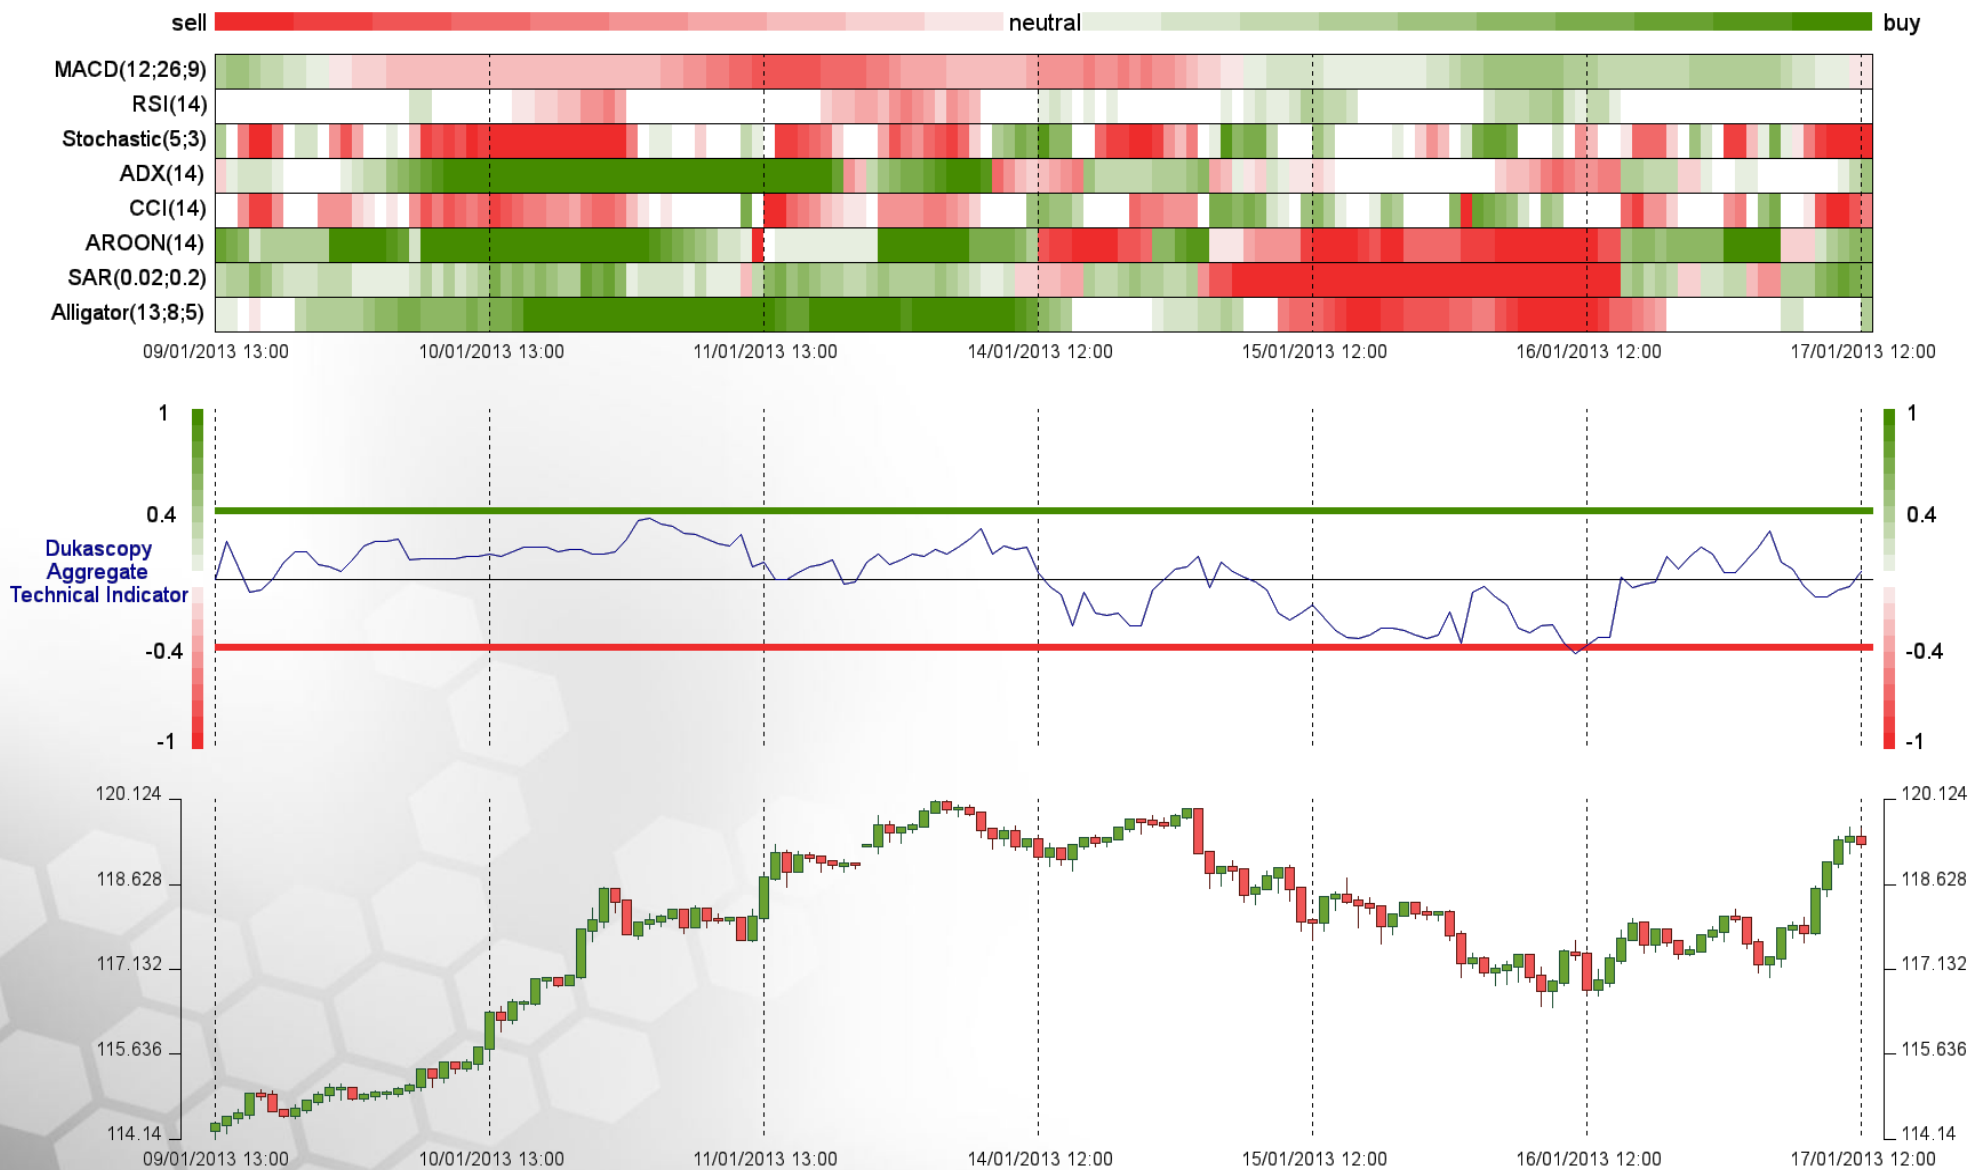 sell neutral buy
MACD(12;26;9)
RSI(14)
Stochastic(5;3)
ADX(14)
CCI(14)
AROON(14)
SAR(0.02;0.2)
Alligator(13;8;5)
09/01/2013 13:00 10/01/2013 13:00 11/01/2013 13:00 14/01/2013 12:00 15/01/2013 12:00 16/01/2013 12:00 17/01/2013 12:00
1 1
0.4 0.4
Dukascopy
Aggregate
Technical Indicator
-0.4 -0.4
-1 -1
120.124 120.124
118.628 118.628
117.132 117.132
115.636 115.636
114.14 114.14
09/01/2013 13:00 10/01/2013 13:00 11/01/2013 13:00 14/01/2013 12:00 15/01/2013 12:00 16/01/2013 12:00 17/01/2013 12:00